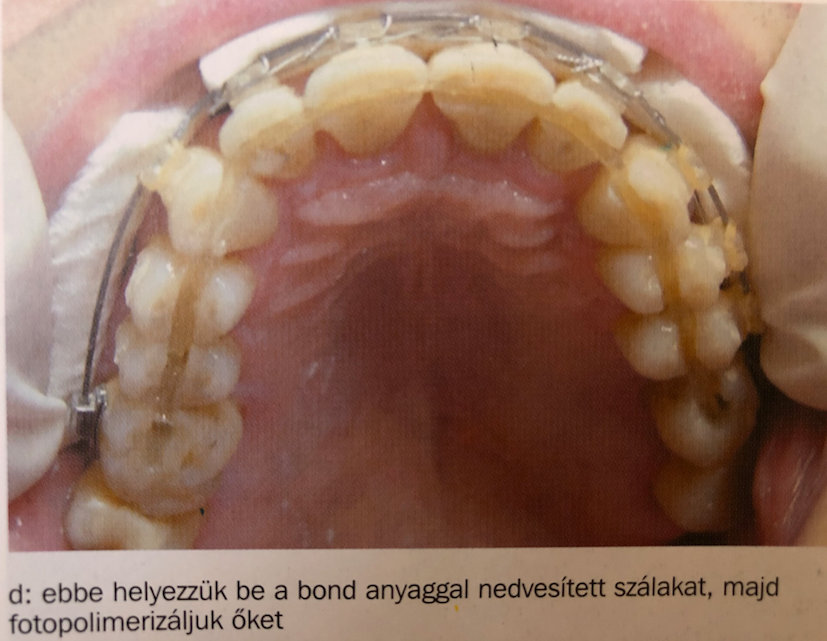 d: ebbe helyezzük be a bond anyaggal nedvesített szálakat, majd
fotopolimerizáljuk őket